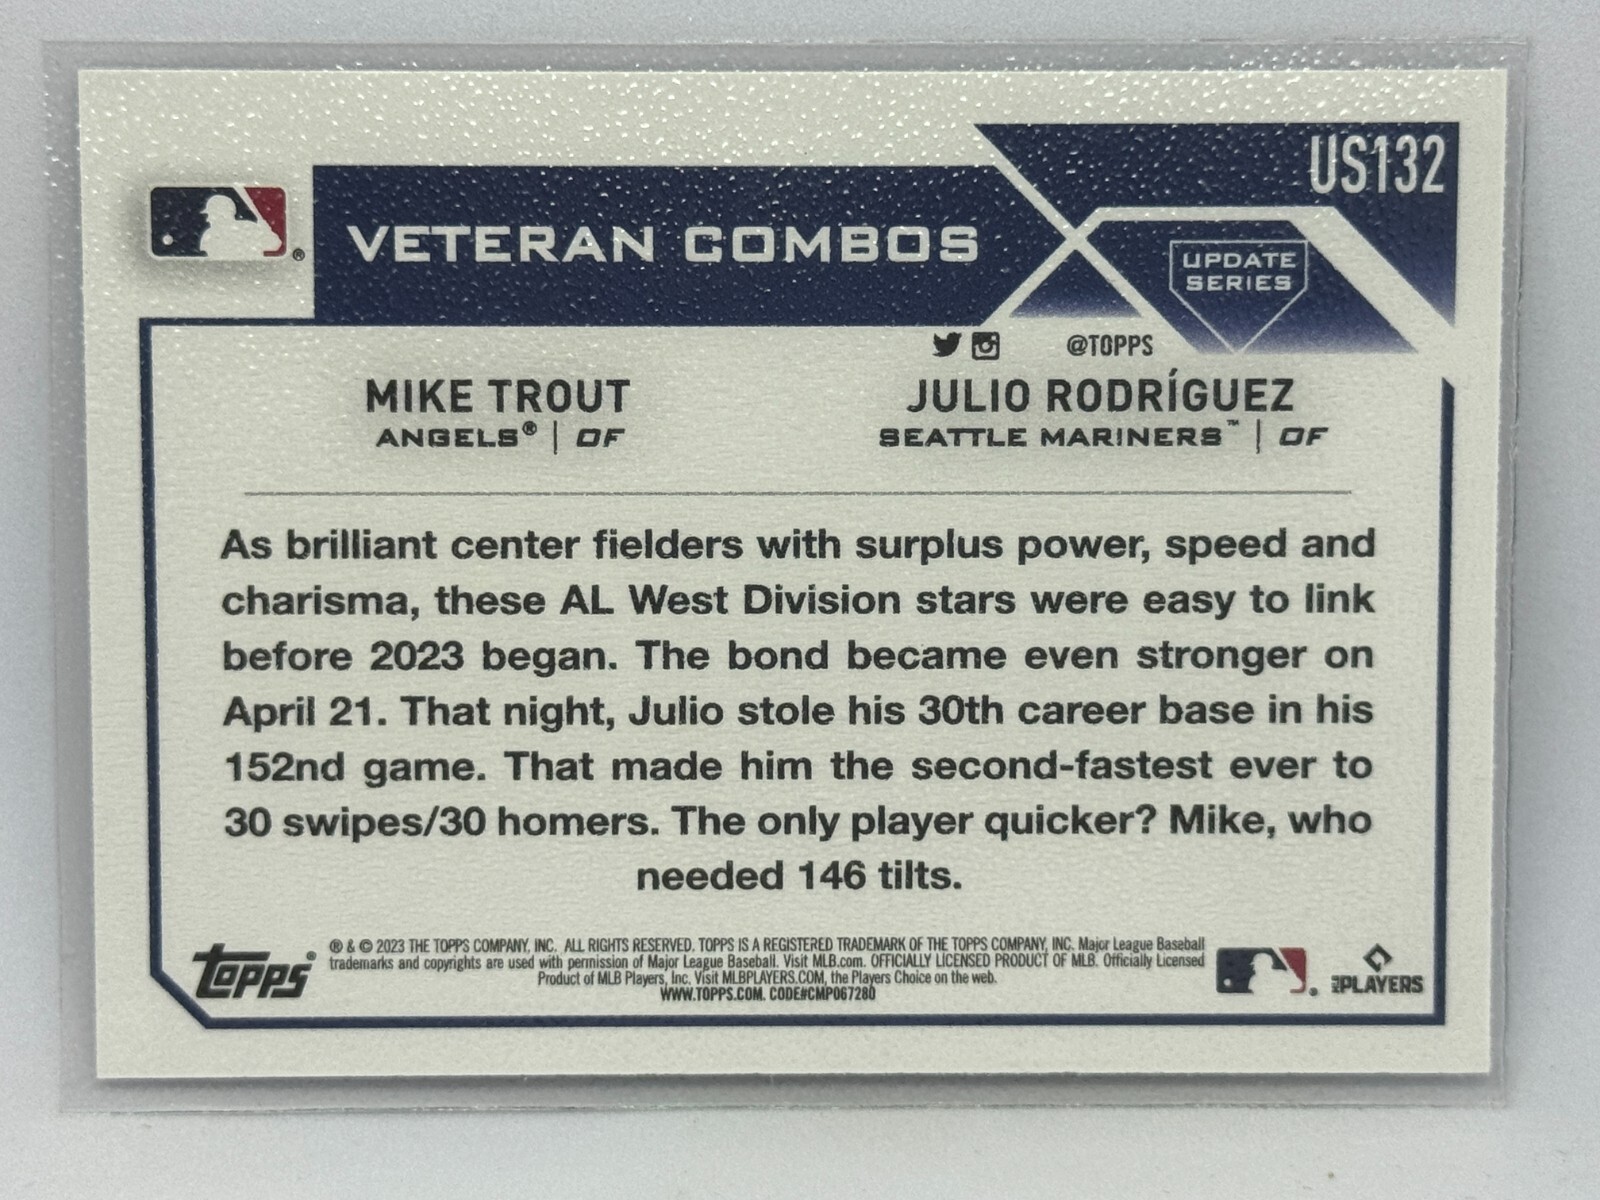 US132
VETERAN COMBOS
UPDATE
SERIES
@TOPPS
MIKE TROUT
ANGELS® | OF
JULIO RODRÍGUEZ
SEATTLE MARINERS™ | OF
As brilliant center fielders with surplus power, speed and
charisma, these AL West Division stars were easy to link
before 2023 began. The bond became even stronger on
April 21. That night, Julio stole his 30th career base in his
152nd game. That made him the second-fastest ever to
30 swipes/30 homers. The only player quicker? Mike, who
needed 146 tilts.
topps®
® & © 2023 THE TOPPS COMPANY, INC. ALL RIGHTS RESERVED. TOPPS IS A REGISTERED TRADEMARK OF THE TOPPS COMPANY, INC. Major League Baseball
trademarks and copyrights are used with permission of Major League Baseball. Visit MLB.com. OFFICIALLY LICENSED PRODUCT OF MLB. Officially Licensed
Product of MLB Players, Inc. Visit MLBPLAYERS.COM, the Players Choice on the web.
WWW.TOPPS.COM. CODE#CMP067280
MLB PLAYERS